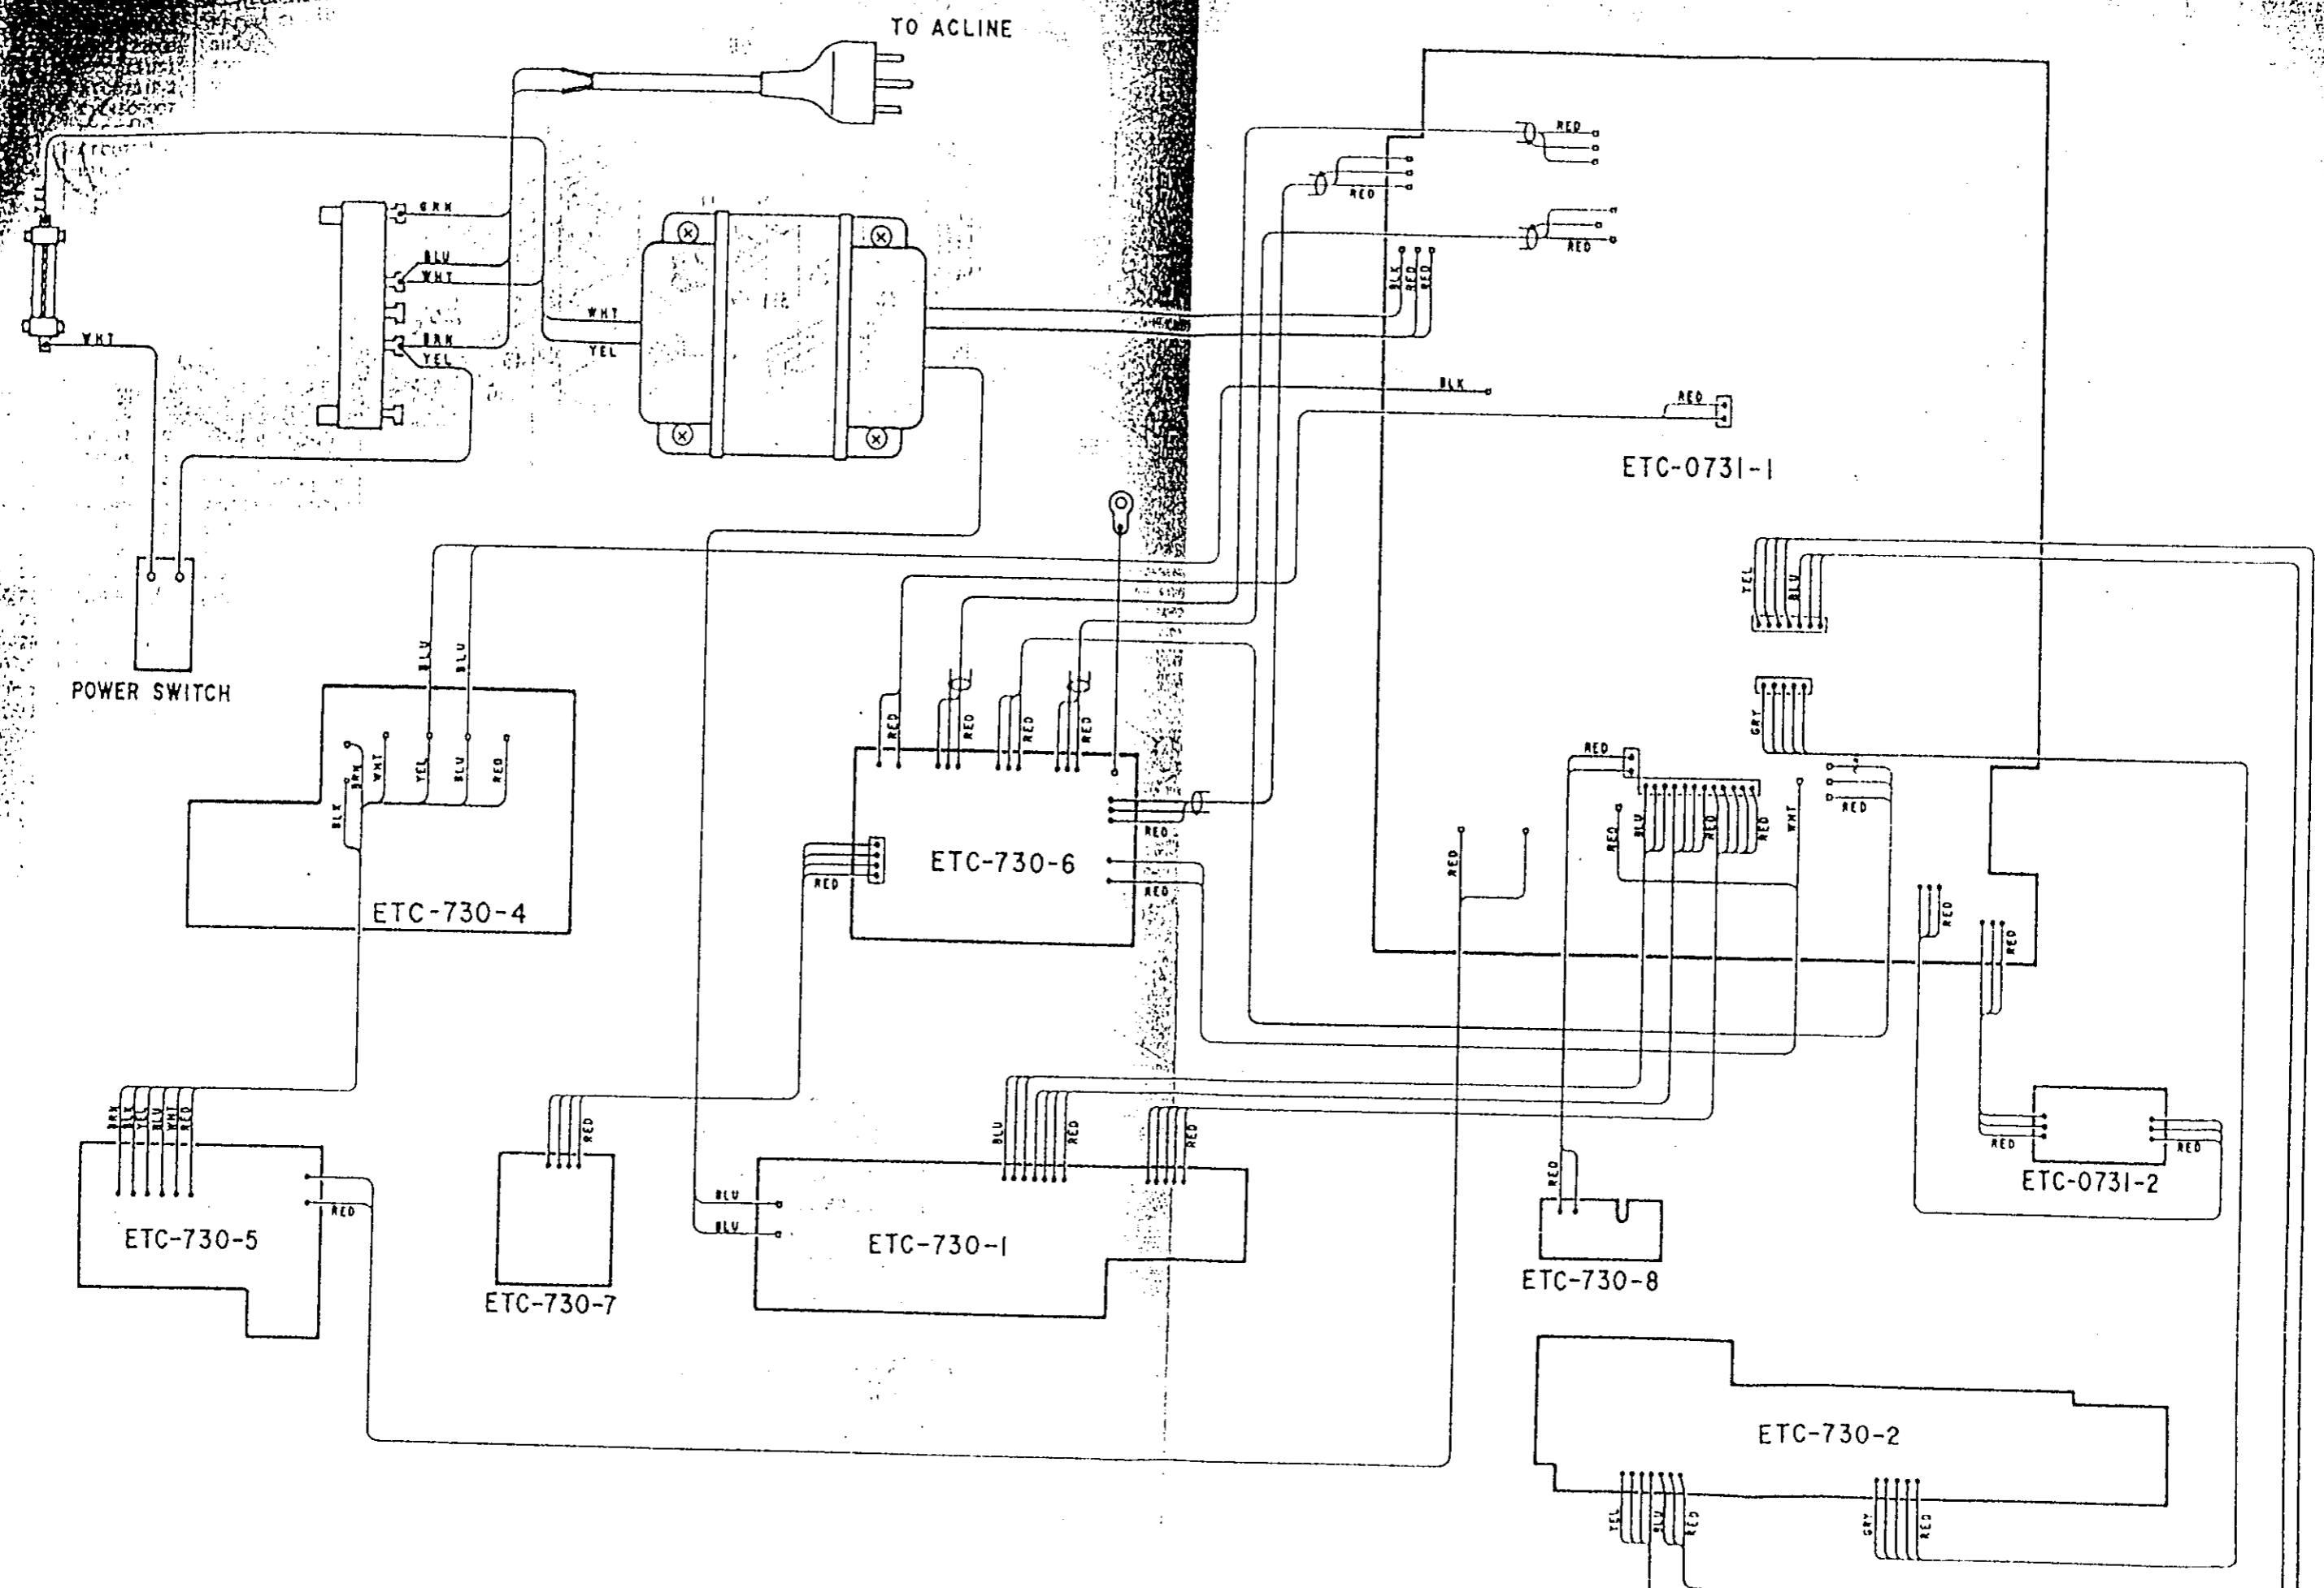 TO ACLINE
YEL
WHT
GRN
BLU
WHT
BRN
YEL
WHT
YEL
POWER SWITCH
RED
RED
RED
BLK
RED
RED
BLK
RED
ETC-0731-1
YEL
BLU
GRY
BLU
BLU
BRN
WHT
YEL
BLU
RED
BLK
ETC-730-4
RED
RED
RED
RED
RED
RED
RED
ETC-730-6
RED
RED
BLU
RED
RED
WHT
RED
RED
RED
RED
BRN
BLK
YEL
BLU
WHT
RED
RED
ETC-730-5
RED
ETC-730-7
BLU
RED
RED
BLU
BLU
ETC-730-1
RED
ETC-730-8
RED
RED
ETC-0731-2
ETC-730-2
YEL
BLU
RED
GRY
RED